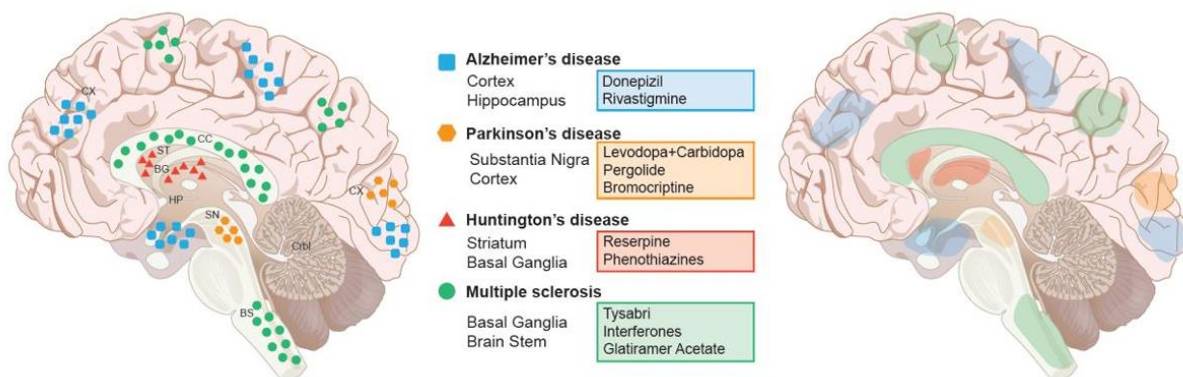 CX
CC
ST
BG
HP
SN
CX
Crbl
BS
Alzheimer's disease
Cortex
Hippocampus
Donepizil
Rivastigmine
Parkinson's disease
Substantia Nigra
Cortex
Levodopa+Carbidopa
Pergolide
Bromocriptine
Huntington's disease
Striatum
Basal Ganglia
Reserpine
Phenothiazines
Multiple sclerosis
Basal Ganglia
Brain Stem
Tysabri
Interferones
Glatiramer Acetate